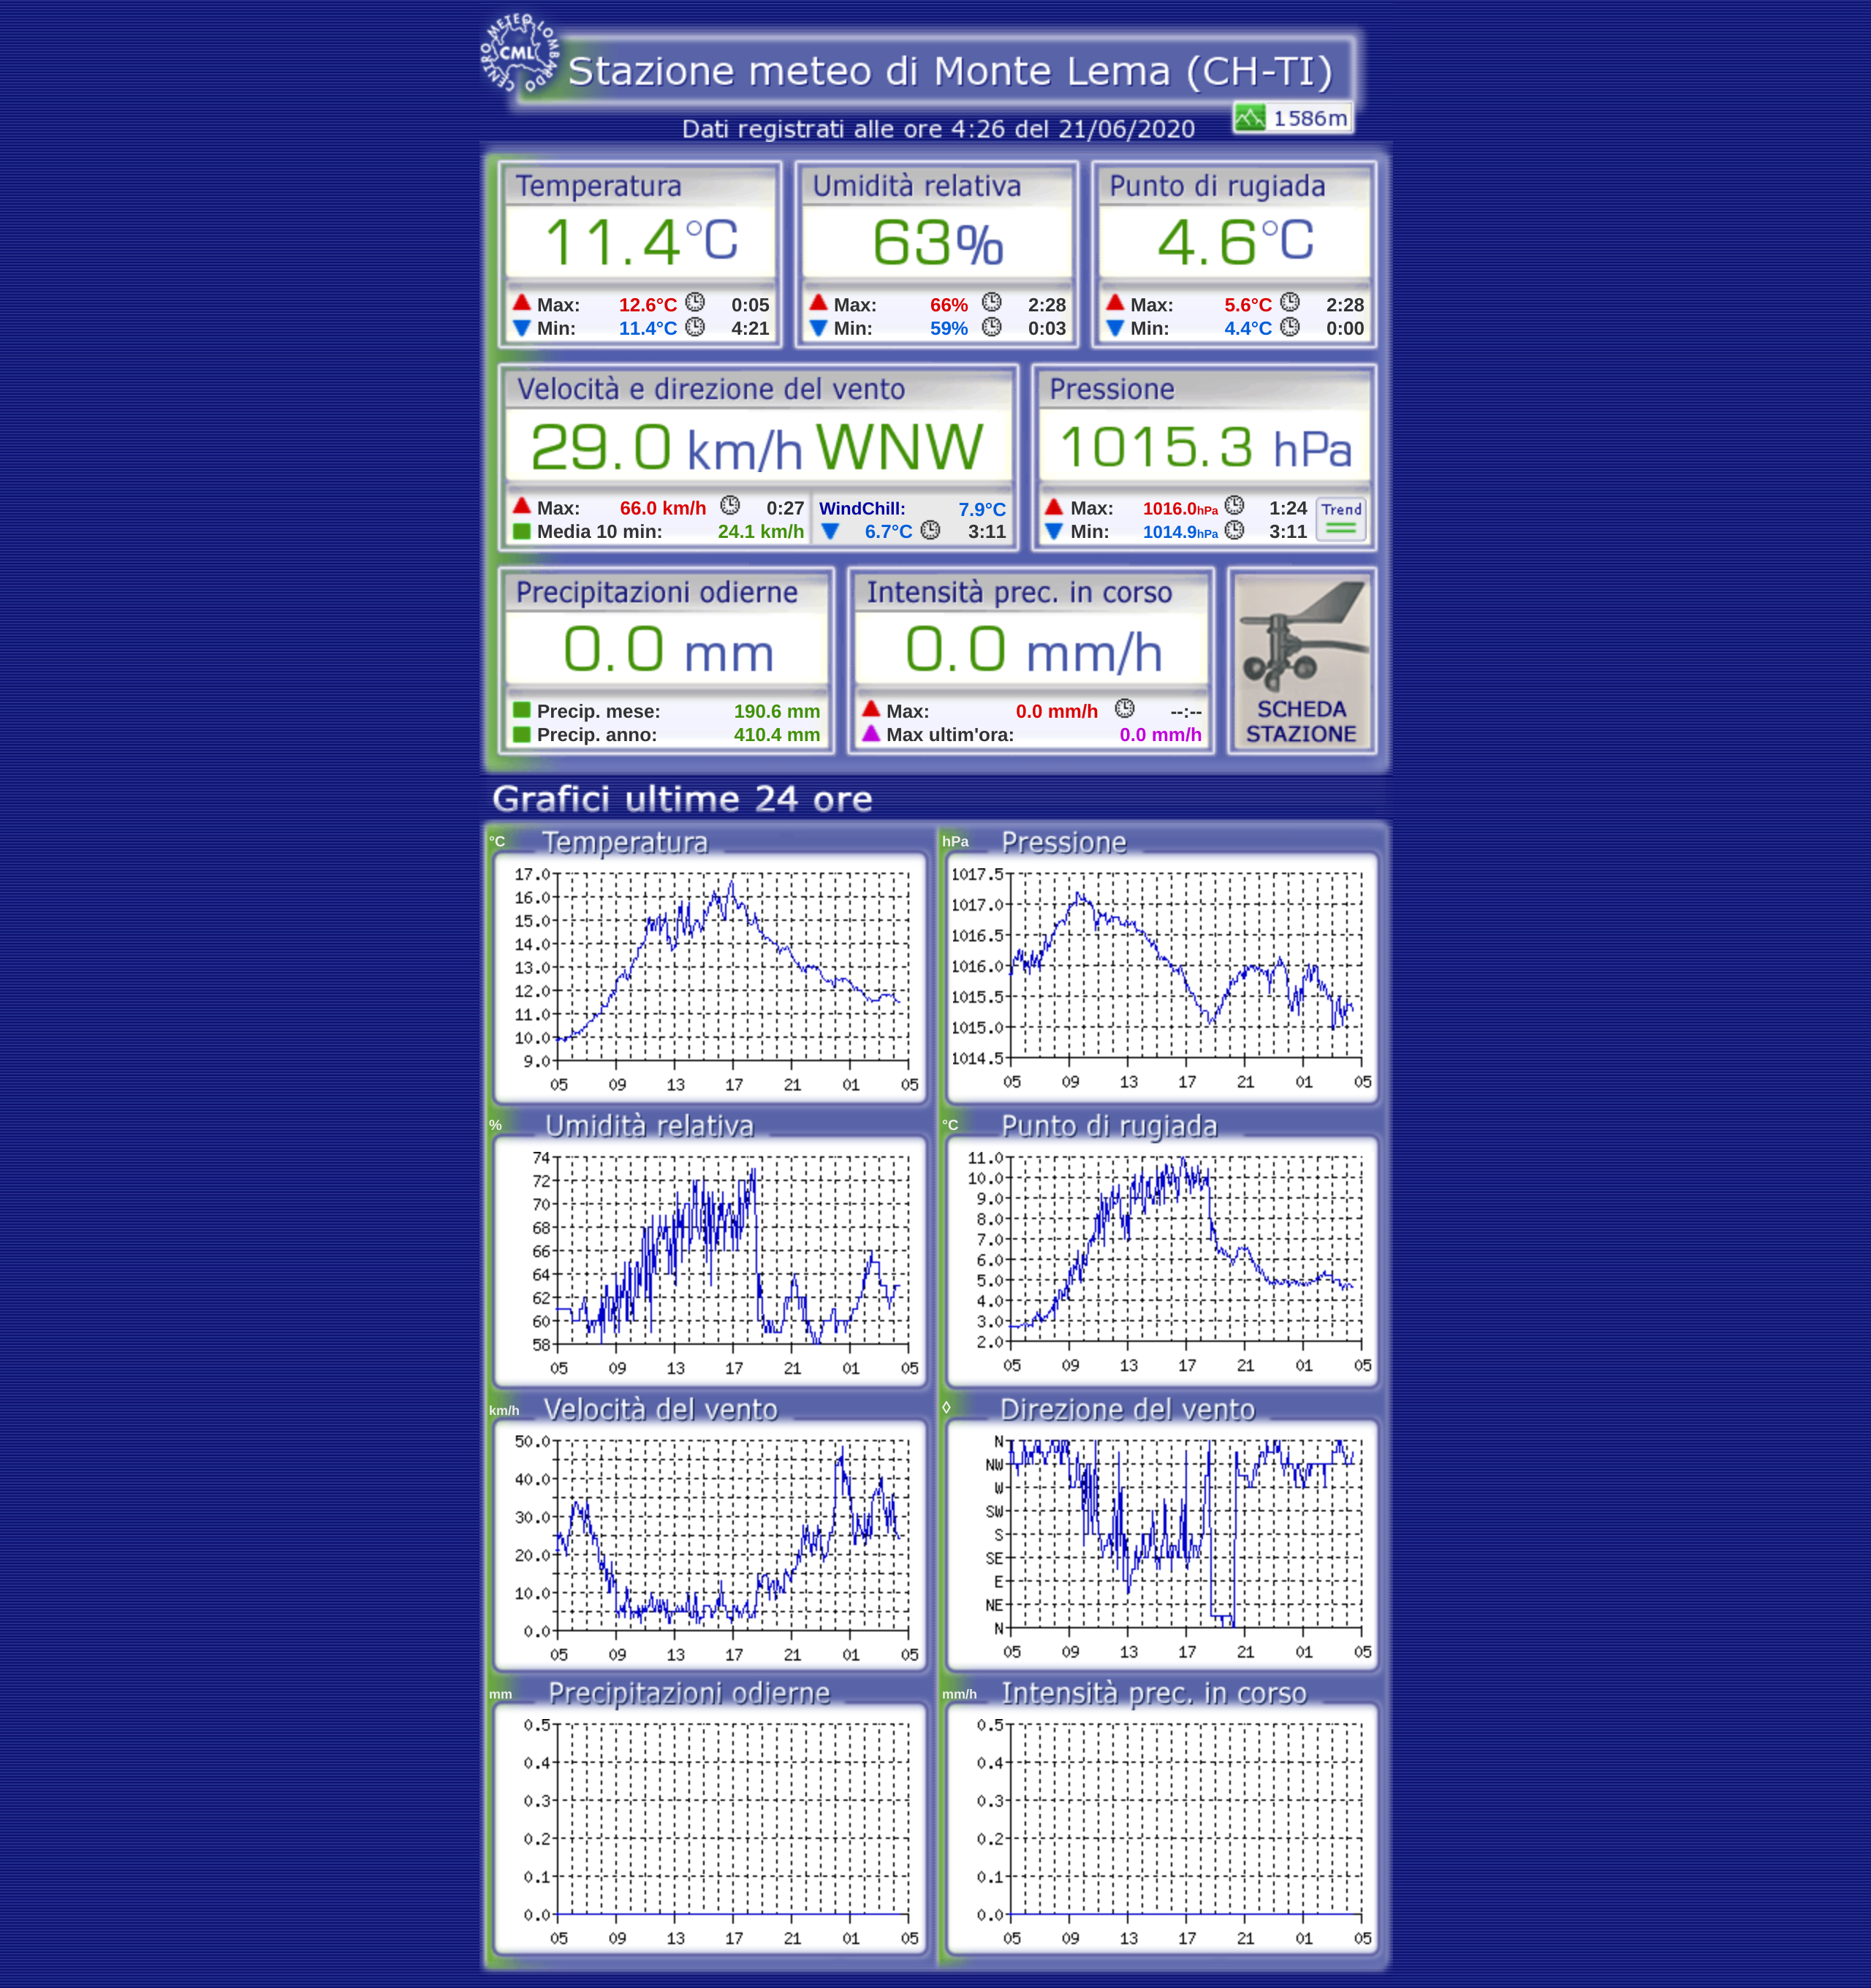 CENTRO METEO LOMBARDO
CML
Stazione meteo di Monte Lema (CH-TI)
1586m
Dati registrati alle ore 4:26 del 21/06/2020
Temperatura
11.4°C
Max: 12.6°C 0:05
Min: 11.4°C 4:21
Umidità relativa
63%
Max: 66% 2:28
Min: 59% 0:03
Punto di rugiada
4.6°C
Max: 5.6°C 2:28
Min: 4.4°C 0:00
Velocità e direzione del vento
29.0 km/h WNW
Max: 66.0 km/h 0:27
Media 10 min: 24.1 km/h
WindChill: 7.9°C
6.7°C 3:11
Pressione
1015.3 hPa
Max: 1016.0hPa 1:24
Min: 1014.9hPa 3:11
Trend
Precipitazioni odierne
0.0 mm
Precip. mese: 190.6 mm
Precip. anno: 410.4 mm
Intensità prec. in corso
0.0 mm/h
Max: 0.0 mm/h --:--
Max ultim'ora: 0.0 mm/h
SCHEDA
STAZIONE
Grafici ultime 24 ore
°C Temperatura
17.0
16.0
15.0
14.0
13.0
12.0
11.0
10.0
9.0
05 09 13 17 21 01 05
hPa Pressione
1017.5
1017.0
1016.5
1016.0
1015.5
1015.0
1014.5
05 09 13 17 21 01 05
% Umidità relativa
74
72
70
68
66
64
62
60
58
05 09 13 17 21 01 05
°C Punto di rugiada
11.0
10.0
9.0
8.0
7.0
6.0
5.0
4.0
3.0
2.0
05 09 13 17 21 01 05
km/h Velocità del vento
50.0
40.0
30.0
20.0
10.0
0.0
05 09 13 17 21 01 05
◊ Direzione del vento
N
NW
W
SW
S
SE
E
NE
N
05 09 13 17 21 01 05
mm Precipitazioni odierne
0.5
0.4
0.3
0.2
0.1
0.0
05 09 13 17 21 01 05
mm/h Intensità prec. in corso
0.5
0.4
0.3
0.2
0.1
0.0
05 09 13 17 21 01 05